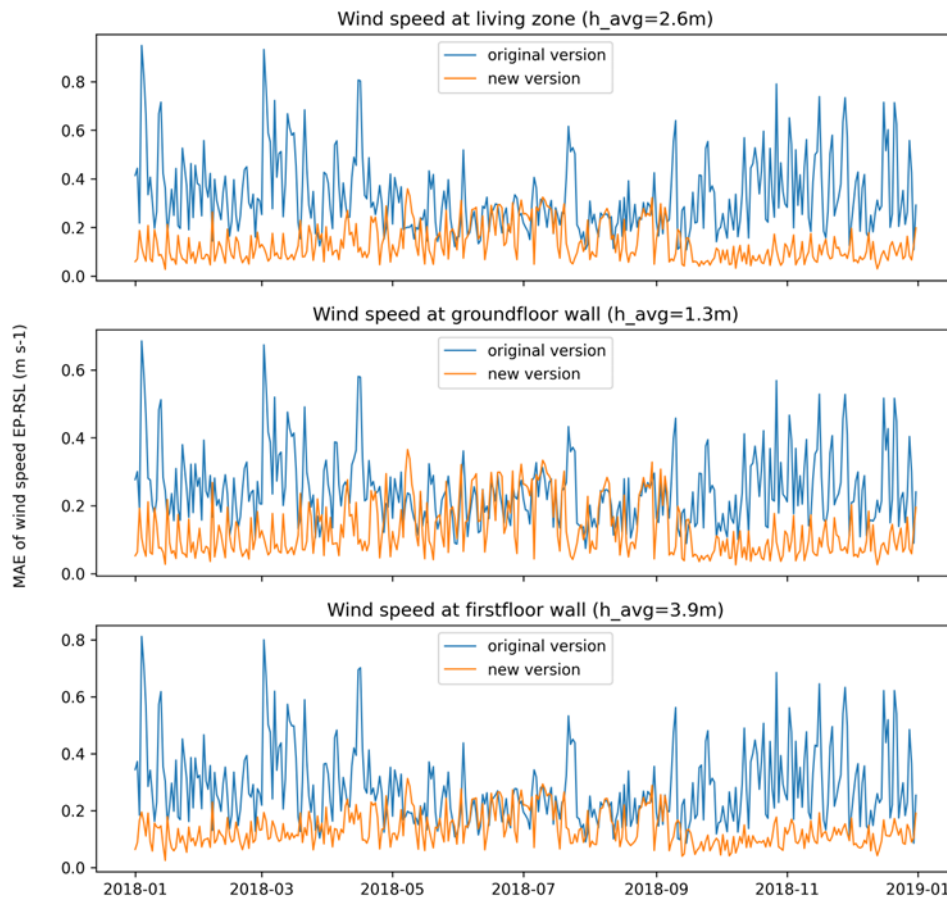 Wind speed at living zone (h_avg=2.6m)
original version
new version
0.8
0.6
0.4
0.2
0.0
Wind speed at groundfloor wall (h_avg=1.3m)
original version
new version
0.6
0.4
0.2
0.0
MAE of wind speed EP-RSL (m s-1)
Wind speed at firstfloor wall (h_avg=3.9m)
original version
new version
0.8
0.6
0.4
0.2
0.0
2018-01
2018-03
2018-05
2018-07
2018-09
2018-11
2019-01